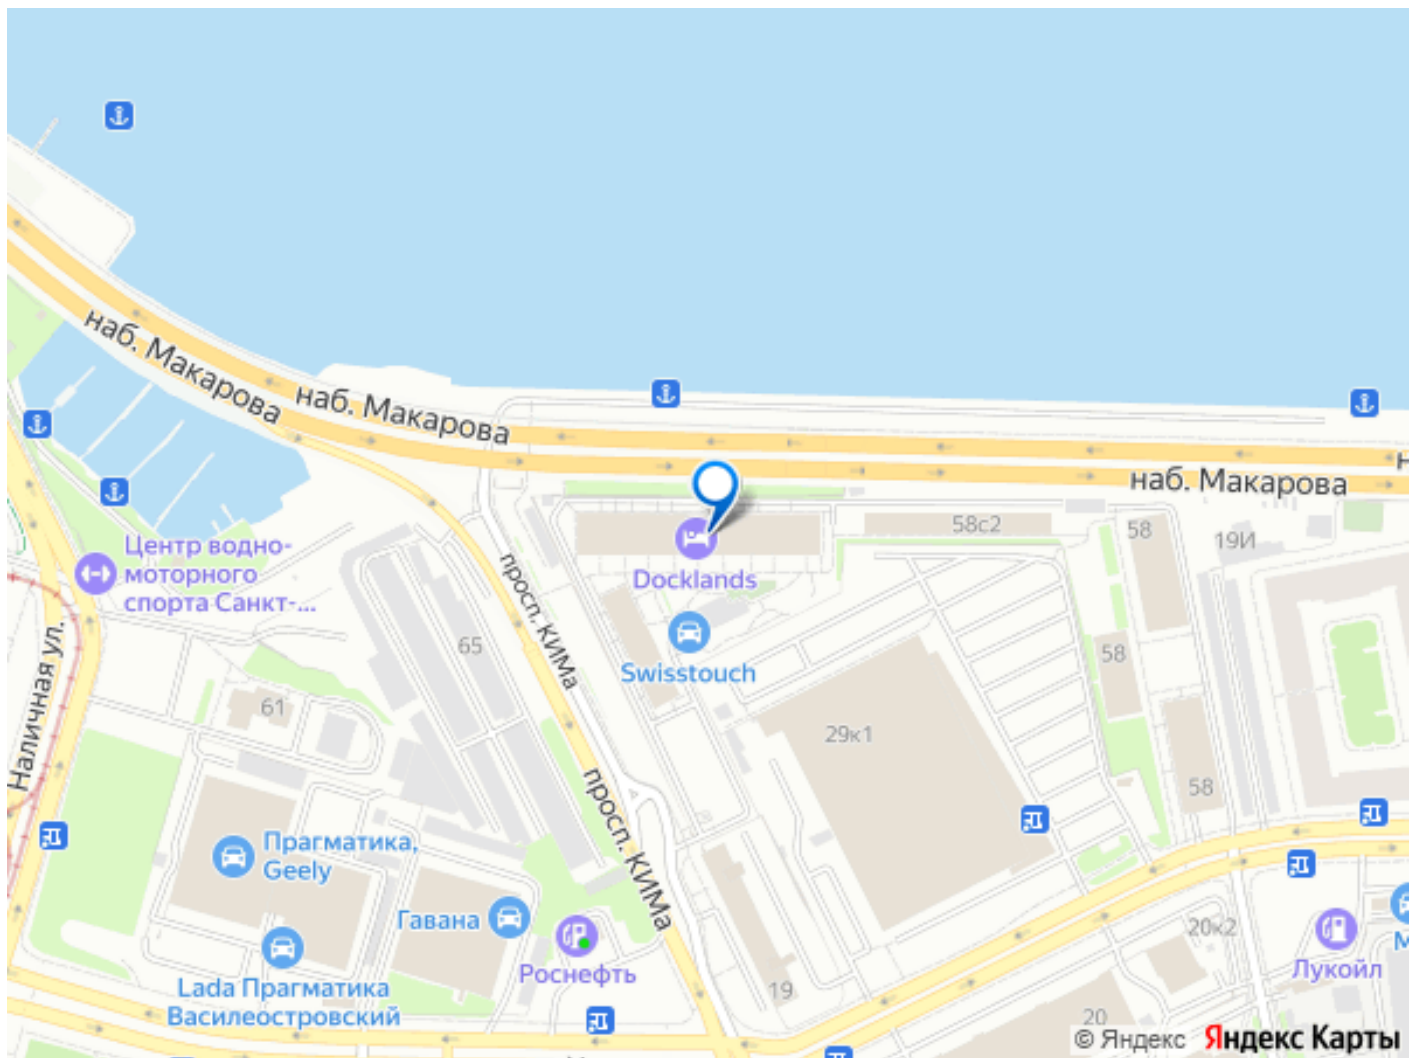 наб. Макарова
наб. Макарова
наб. Макарова
58с2
58
19И
Центр водно-
моторного
спорта Санкт-...
Docklands
просп. КИМа
65
Swisstouch
58
Наличная ул.
61
29к1
58
просп. КИМа
Прагматика,
Geely
Гавана
20к2
Роснефть
Лукойл
Lada Прагматика
Василеостровский
19
20
© Яндекс Яндекс Карты